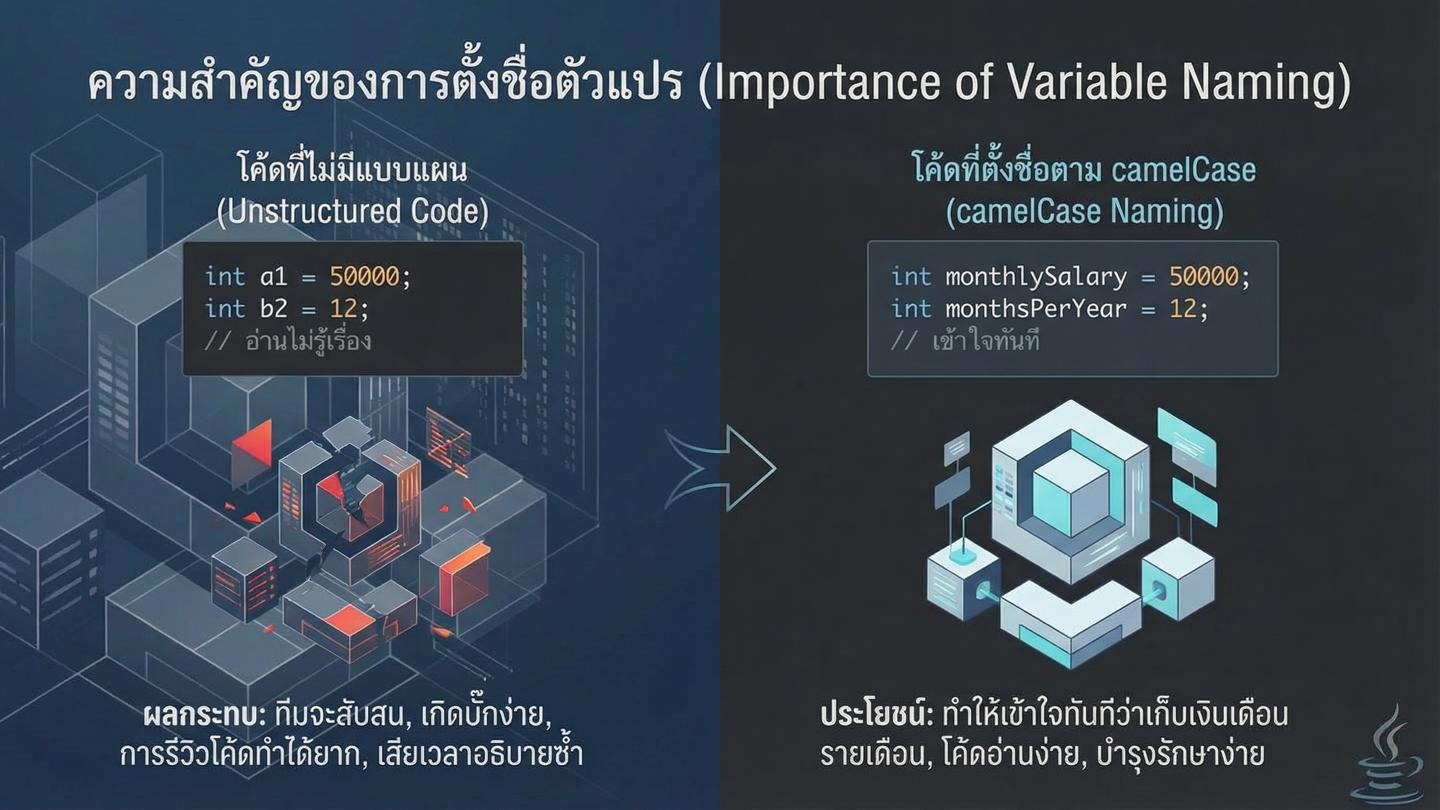 ความสำคัญของการตั้งชื่อตัวแปร (Importance of Variable Naming)
โค้ดที่ไม่มีแบบแผน
(Unstructured Code)
int a1 = 50000;
int b2 = 12;
// อ่านไม่รู้เรื่อง
ผลกระทบ: ทีมจะสับสน, เกิดบั๊กง่าย,
การรีวิวโค้ดทำได้ยาก, เสียเวลาอธิบายซ้ำ
โค้ดที่ตั้งชื่อตาม camelCase
(camelCase Naming)
int monthlySalary = 50000;
int monthsPerYear = 12;
// เข้าใจทันที
ประโยชน์: ทำให้เข้าใจทันทีว่าเก็บเงินเดือน
รายเดือน, โค้ดอ่านง่าย, บำรุงรักษาง่าย